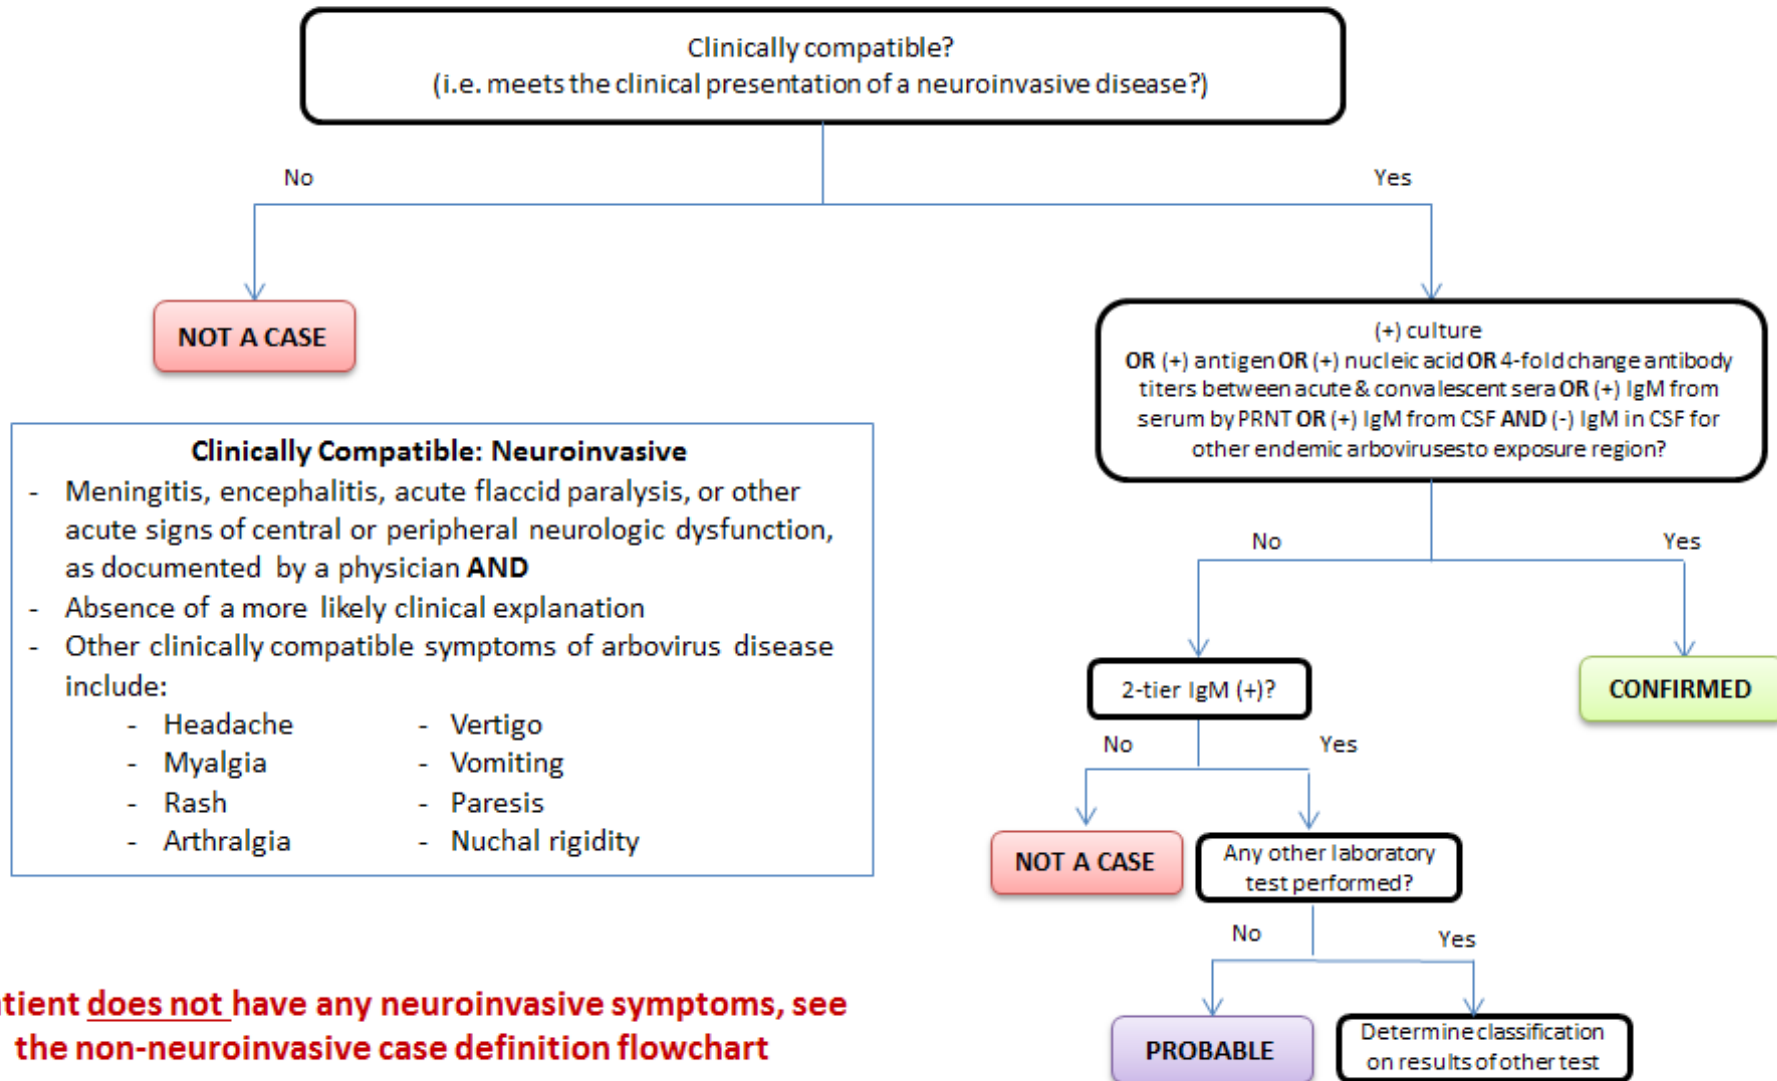 Clinically compatible?
(i.e. meets the clinical presentation of a neuroinvasive disease?)
No
Yes
NOT A CASE
(+) culture
OR (+) antigen OR (+) nucleic acid OR 4-fold change antibody
titers between acute & convalescent sera OR (+) IgM from
serum by PRNT OR (+) IgM from CSF AND (-) IgM in CSF for
other endemic arbovirusesto exposure region?
Clinically Compatible: Neuroinvasive
- Meningitis, encephalitis, acute flaccid paralysis, or other
acute signs of central or peripheral neurologic dysfunction,
as documented by a physician AND
- Absence of a more likely clinical explanation
- Other clinically compatible symptoms of arbovirus disease
include:
- Headache
- Myalgia
- Rash
- Arthralgia
- Vertigo
- Vomiting
- Paresis
- Nuchal rigidity
No
Yes
2-tier IgM (+)?
CONFIRMED
No
Yes
NOT A CASE
Any other laboratory
test performed?
No
Yes
PROBABLE
Determine classification
on results of other test
tient does not have any neuroinvasive symptoms, see
the non-neuroinvasive case definition flowchart